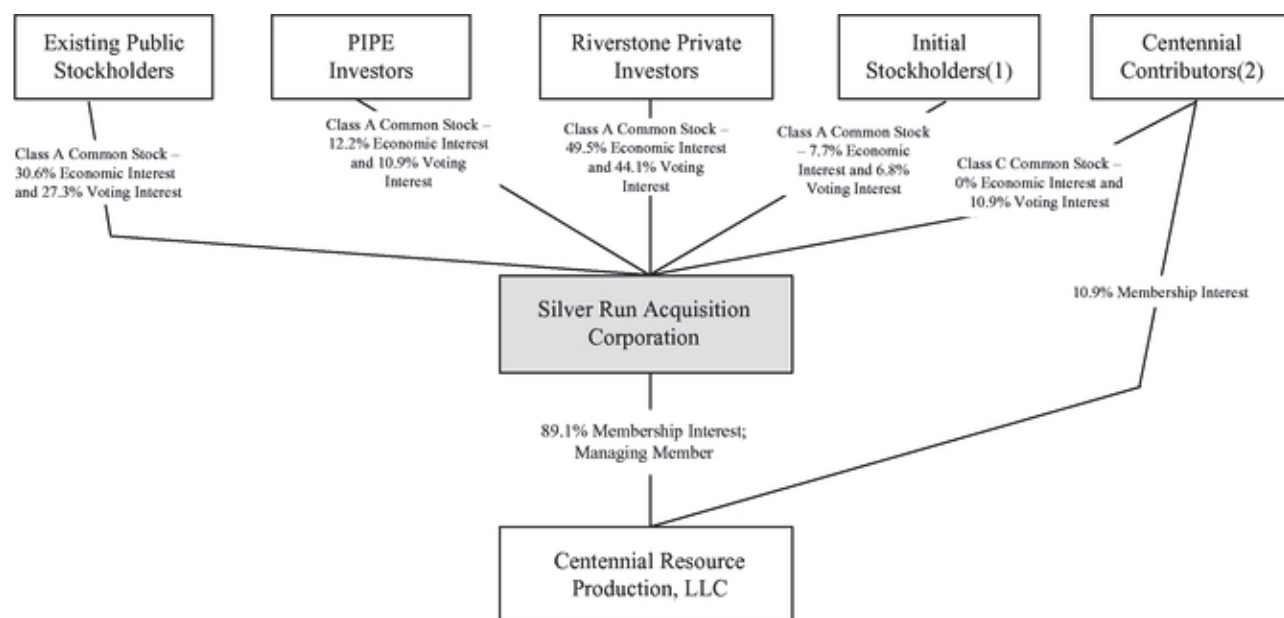 Existing Public
Stockholders
PIPE
Investors
Riverstone Private
Investors
Initial
Stockholders(1)
Centennial
Contributors(2)
Class A Common Stock –
30.6% Economic Interest
and 27.3% Voting Interest
Class A Common Stock –
12.2% Economic Interest
and 10.9% Voting
Interest
Class A Common Stock –
49.5% Economic Interest
and 44.1% Voting
Interest
Class A Common Stock
– 7.7% Economic
Interest and 6.8%
Voting Interest
Class C Common Stock –
0% Economic Interest and
10.9% Voting Interest
Silver Run Acquisition
Corporation
10.9% Membership Interest
89.1% Membership Interest;
Managing Member
Centennial Resource
Production, LLC